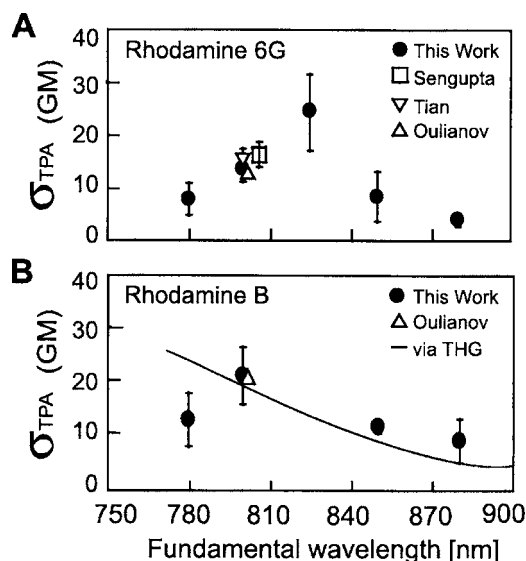 A
Rhodamine 6G
This Work
Sengupta
Tian
Oulianov
40
30
20
10
0
σTPA (GM)
B
Rhodamine B
This Work
Oulianov
via THG
40
30
20
10
0
σTPA (GM)
750 780 810 840 870 900
Fundamental wavelength [nm]